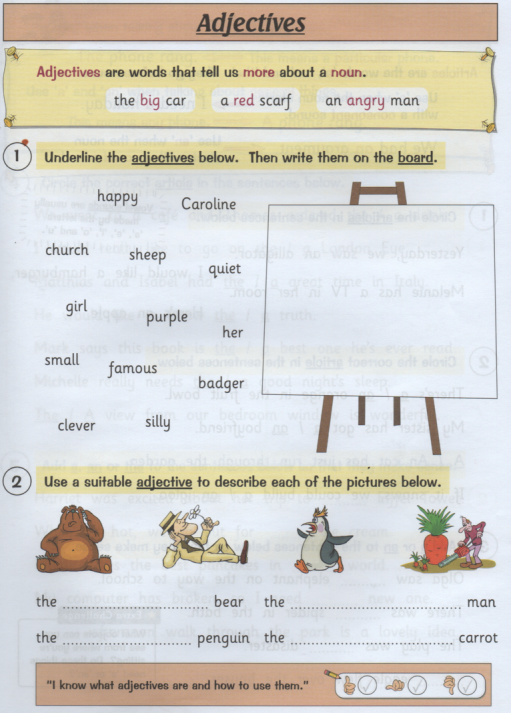 Adjectives
Adjectives are words that tell us more about a noun.
the big car a red scarf an angry man
1 Underline the adjectives below. Then write them on the board.
happy
Caroline
church
sheep
quiet
girl
purple
her
small
famous
badger
clever
silly
2 Use a suitable adjective to describe each of the pictures below.
the .............................. bear the .............................. man
the .............................. penguin the .............................. carrot
"I know what adjectives are and how to use them."